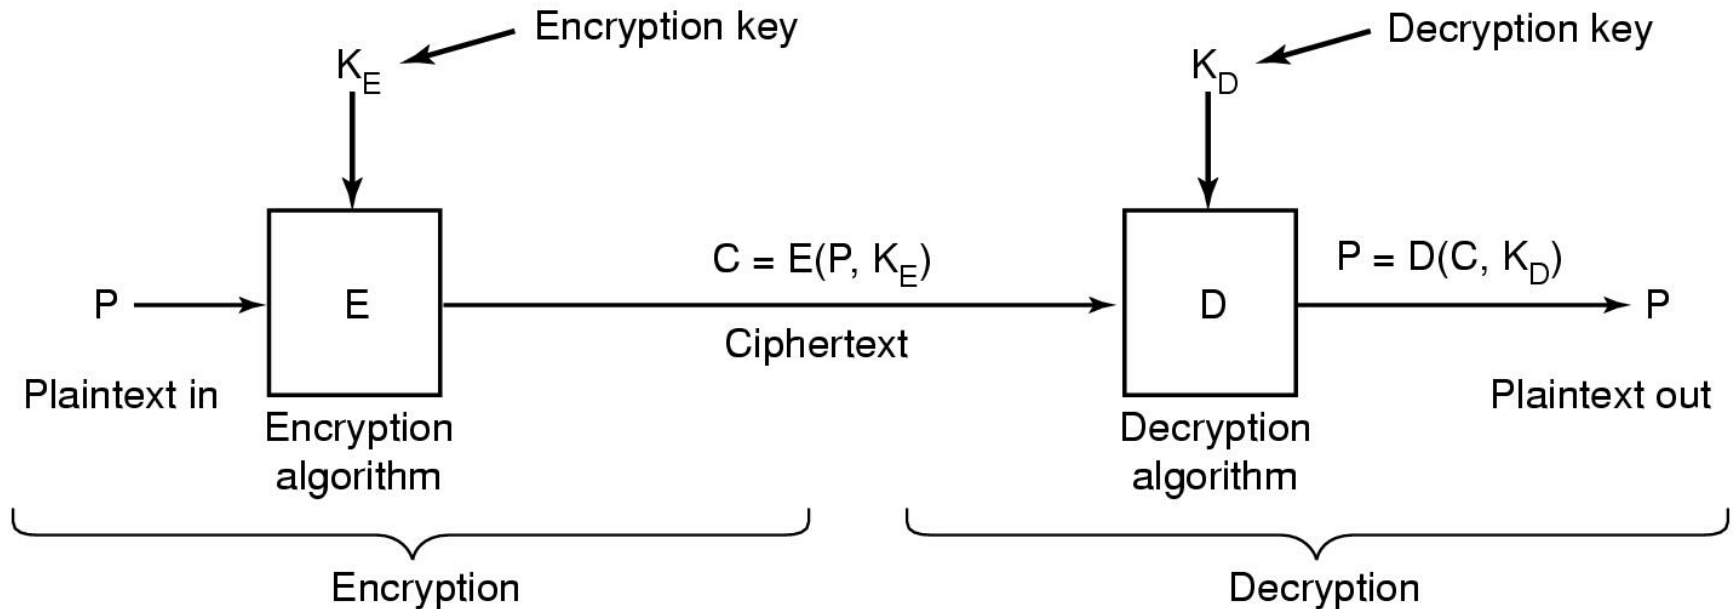 Encryption key
K_E
Decryption key
K_D
C = E(P, K_E)
P = D(C, K_D)
P
E
D
P
Ciphertext
Plaintext in
Plaintext out
Encryption
algorithm
Decryption
algorithm
Encryption
Decryption